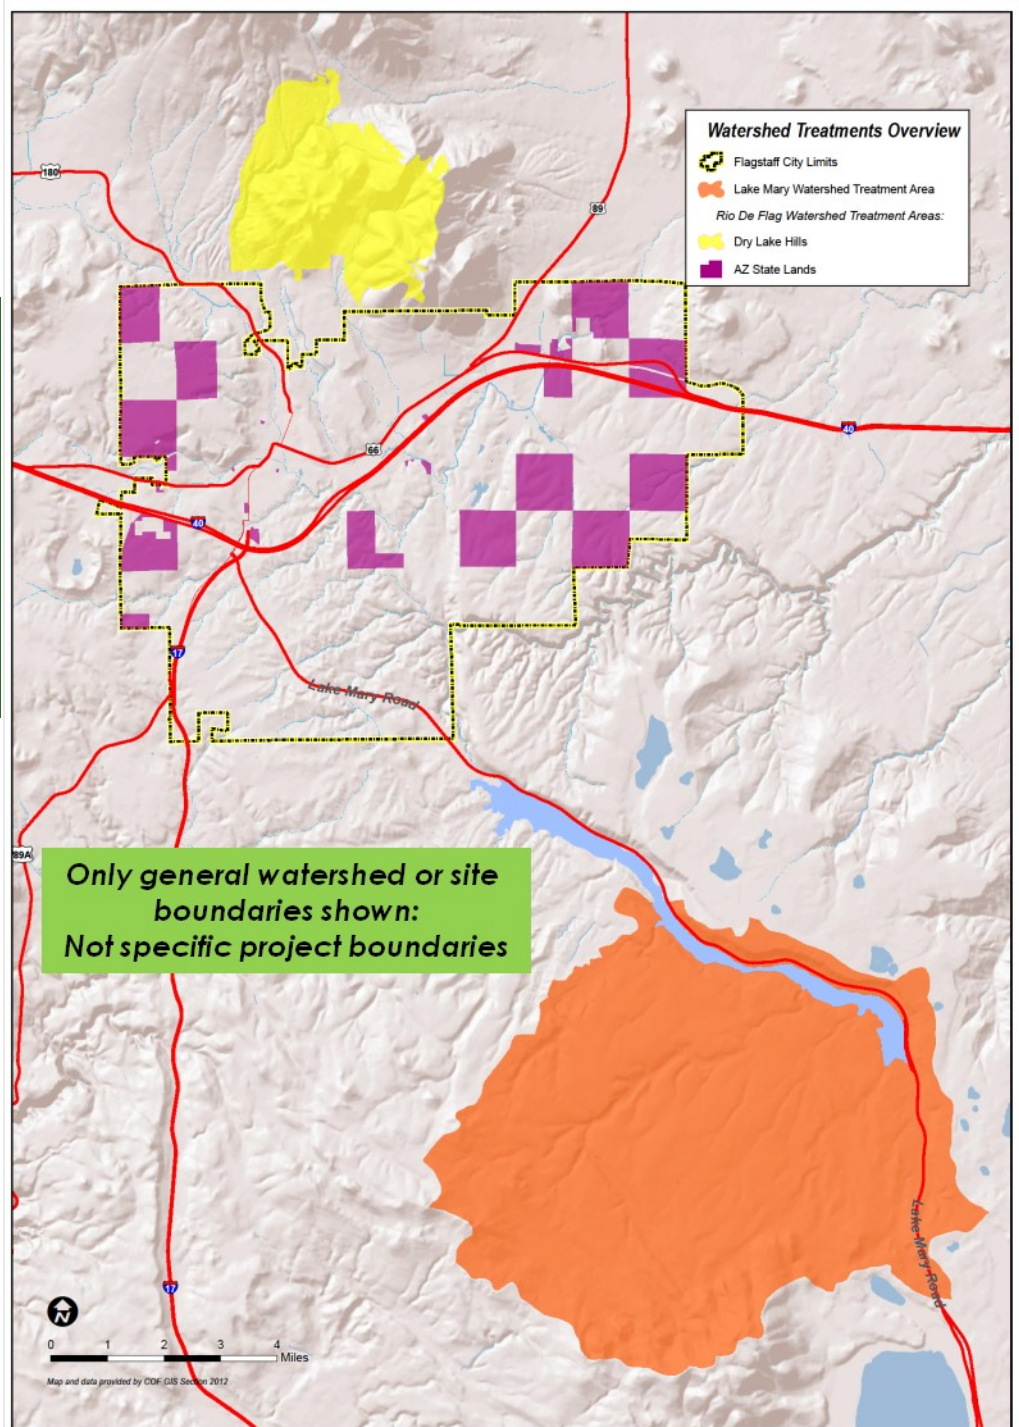 Watershed Treatments Overview
Flagstaff City Limits
Lake Mary Watershed Treatment Area
Rio De Flag Watershed Treatment Areas:
Dry Lake Hills
AZ State Lands
180
89
66
40
40
17
Lake Mary Road
89A
Only general watershed or site
boundaries shown:
Not specific project boundaries
Lake Mary Road
17
N
0 1 2 3 4
Miles
Map and data provided by COF GIS Section 2012